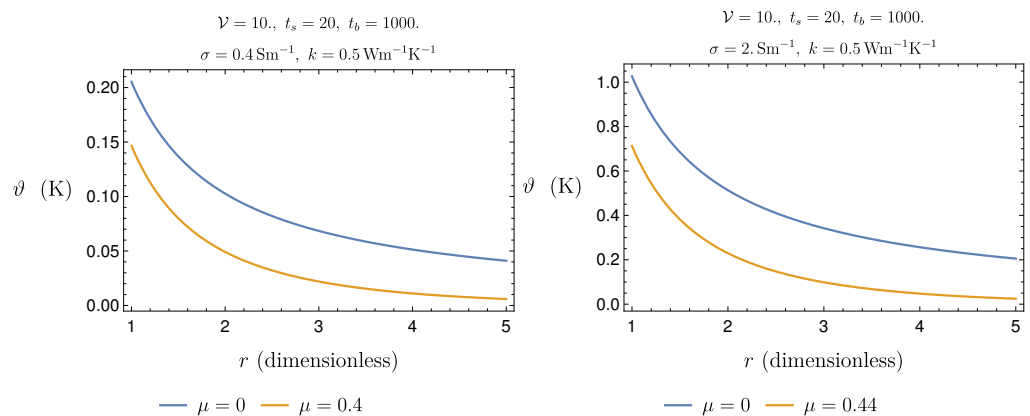 𝒱 = 10., t_s = 20, t_b = 1000.
σ = 0.4 Sm⁻¹, k = 0.5 Wm⁻¹K⁻¹
0.20
0.15
0.10
0.05
0.00
ϑ (K)
1 2 3 4 5
r (dimensionless)
μ = 0 μ = 0.4
𝒱 = 10., t_s = 20, t_b = 1000.
σ = 2. Sm⁻¹, k = 0.5 Wm⁻¹K⁻¹
1.0
0.8
0.6
0.4
0.2
0.0
ϑ (K)
1 2 3 4 5
r (dimensionless)
μ = 0 μ = 0.44